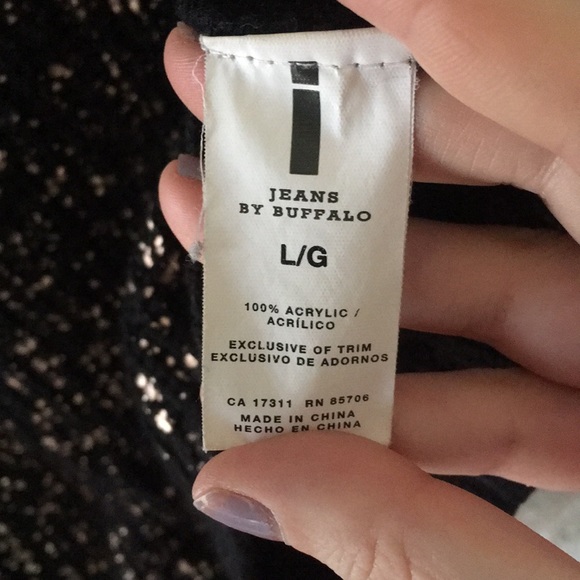 i
JEANS
BY BUFFALO
L/G
100% ACRYLIC /
ACRÍLICO
EXCLUSIVE OF TRIM
EXCLUSIVO DE ADORNOS
CA 17311 RN 85706
MADE IN CHINA
HECHO EN CHINA